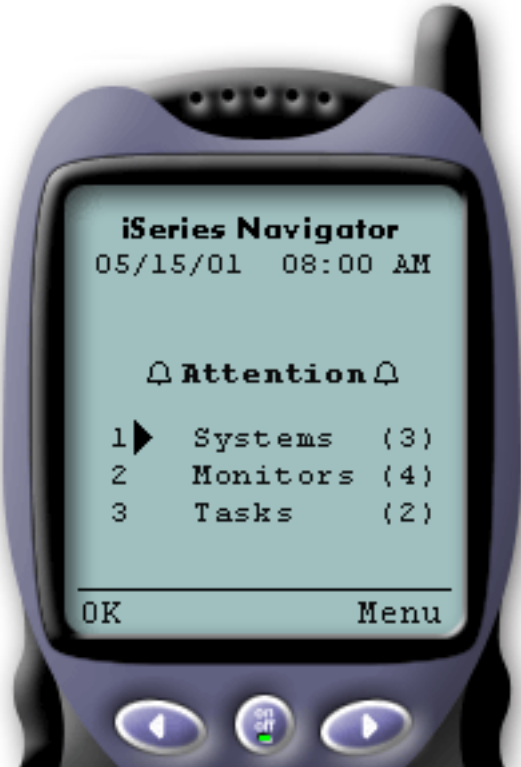 iSeries Navigator
05/15/01 08:00 AM
Attention
1 Systems (3)
2 Monitors (4)
3 Tasks (2)
OK Menu
on
off